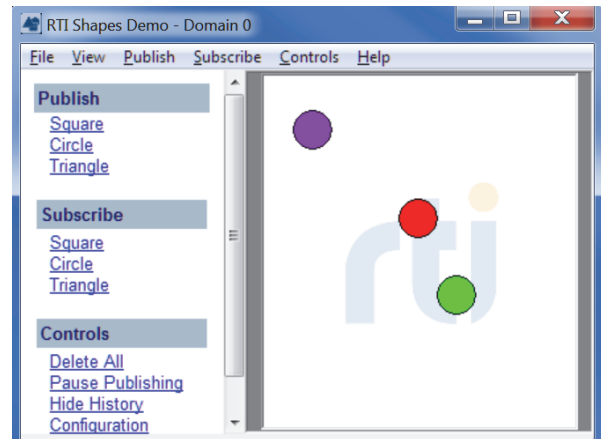 RTI Shapes Demo - Domain 0
File View Publish Subscribe Controls Help
Publish
Square
Circle
Triangle
Subscribe
Square
Circle
Triangle
Controls
Delete All
Pause Publishing
Hide History
Configuration
rti